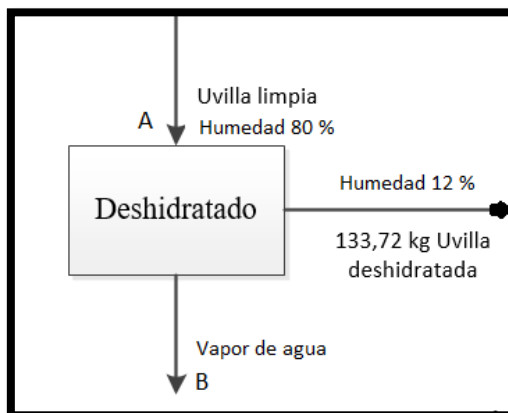 Uvilla limpia
A
Humedad 80 %
Deshidratado
Humedad 12 %
133,72 kg Uvilla
deshidratada
Vapor de agua
B